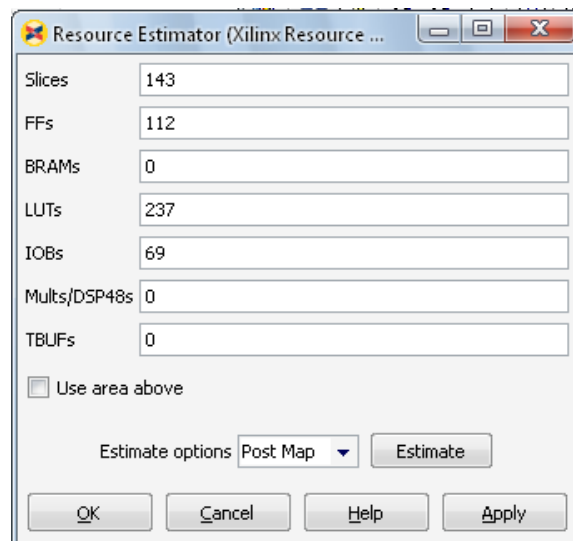 Resource Estimator (Xilinx Resource ...
Slices 143
FFs 112
BRAMs 0
LUTs 237
IOBs 69
Mults/DSP48s 0
TBUFs 0
Use area above
Estimate options Post Map Estimate
OK Cancel Help Apply